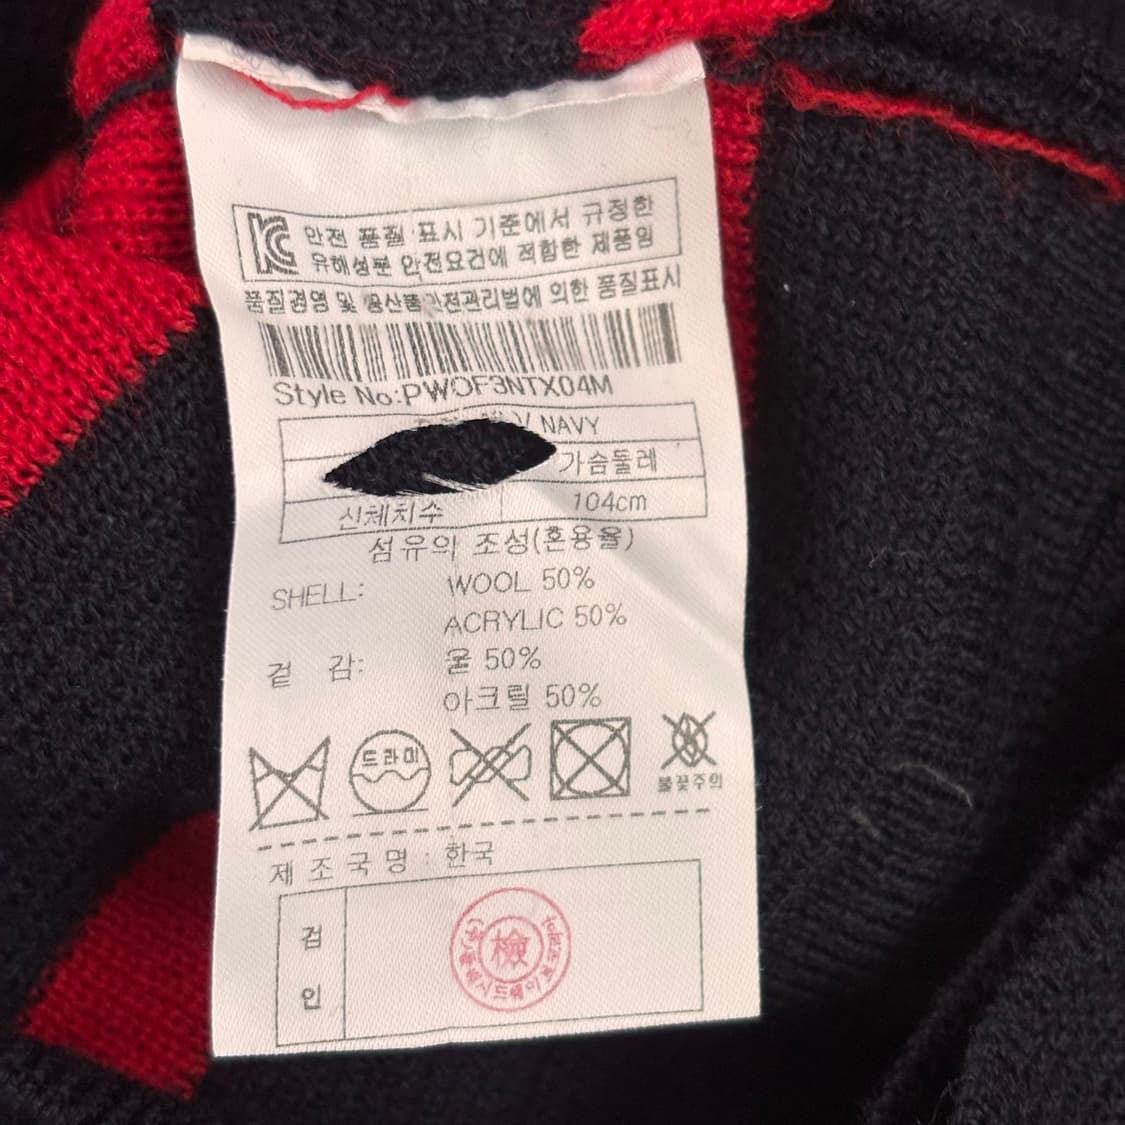 KC 안전 품질 표시 기준에서 규정한
유해성분 안전요건에 적합한 제품임
품질경영 및 공산품안전관리법에 의한 품질표시
Style No:PWOF3NTX04M
NAVY
가슴둘레
신체치수 104cm
섬유의 조성(혼용율)
SHELL: WOOL 50%
ACRYLIC 50%
겉 감: 울 50%
아크릴 50%
드라이
불꽃주의
제 조 국 명 : 한국
검
인
檢